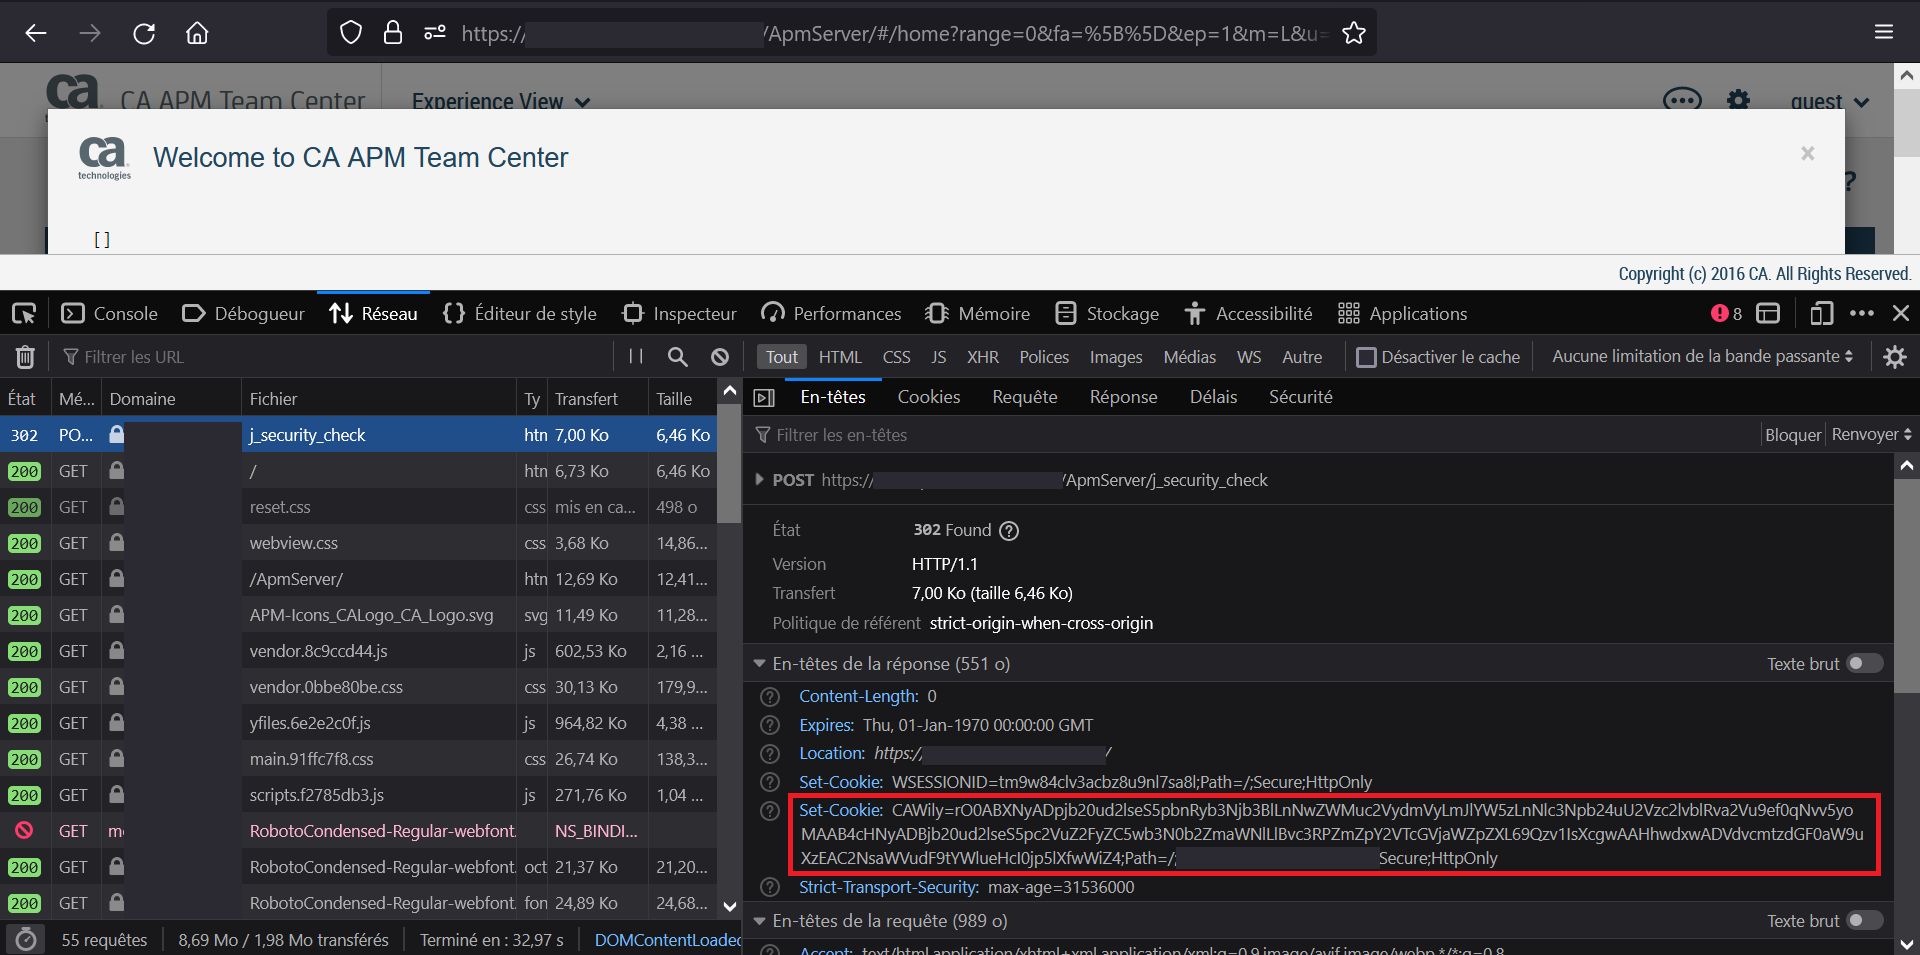 https://
/ApmServer/#/home?range=0&fa=%5B%5D&ep=1&m=L&u=
ca
CA APM Team Center
Experience View
guest
ca
technologies
Welcome to CA APM Team Center
×
?
[]
Copyright (c) 2016 CA. All Rights Reserved.
Console
Débogueur
Réseau
Éditeur de style
Inspecteur
Performances
Mémoire
Stockage
Accessibilité
Applications
8
Filtrer les URL
Tout HTML CSS JS XHR Polices Images Médias WS Autre
Désactiver le cache
Aucune limitation de la bande passante
État Mé... Domaine Fichier Ty Transfert Taille
302 PO... j_security_check htn 7,00 Ko 6,46 Ko
200 GET / htn 6,73 Ko 6,46 Ko
200 GET reset.css css mis en ca... 498 o
200 GET webview.css css 3,68 Ko 14,86...
200 GET /ApmServer/ htn 12,69 Ko 12,41...
200 GET APM-Icons_CALogo_CA_Logo.svg svg 11,49 Ko 11,28...
200 GET vendor.8c9ccd44.js js 602,53 Ko 2,16 ...
200 GET vendor.0bbe80be.css css 30,13 Ko 179,9...
200 GET yfiles.6e2e2c0f.js js 964,82 Ko 4,38 ...
200 GET main.91ffc7f8.css css 26,74 Ko 138,3...
200 GET scripts.f2785db3.js js 271,76 Ko 1,04 ...
GET RobotoCondensed-Regular-webfont. NS_BINDI...
200 GET RobotoCondensed-Regular-webfont. oct 21,37 Ko 21,20...
200 GET RobotoCondensed-Regular-webfont. fon 24,89 Ko 24,68...
55 requêtes
8,69 Mo / 1,98 Mo transférés
Terminé en : 32,97 s
DOMContentLoaded
En-têtes Cookies Requête Réponse Délais Sécurité
Filtrer les en-têtes
Bloquer
Renvoyer
POST https://
/ApmServer/j_security_check
État 302 Found
Version HTTP/1.1
Transfert 7,00 Ko (taille 6,46 Ko)
Politique de référent strict-origin-when-cross-origin
En-têtes de la réponse (551 o)
Texte brut
Content-Length: 0
Expires: Thu, 01-Jan-1970 00:00:00 GMT
Location: https:// /
Set-Cookie: WSESSIONID=tm9w84clv3acbz8u9nl7sa8l;Path=/;Secure;HttpOnly
Set-Cookie: CAWily=rO0ABXNyADpjb20ud2lseS5pbnRyb3Njb3BlLnNwZWMuc2VydmVyLmJlYW5zLnNlc3Npb24uU2Vzc2lvblRva2Vu9ef0qNvv5yo
MAAB4cHNyADBjb20ud2lseS5pc2VuZ2FyZC5wb3N0b2ZmaWNlLlBvc3RPZmZpY2VTcGVjaWZpZXL69Qzv1IsXcgwAAHhwdxwADVdvcmtzdGF0aW9u
XzEAC2NsaWVudF9tYWlueHcI0jp5lXfwWiZ4;Path=/;
Secure;HttpOnly
Strict-Transport-Security: max-age=31536000
En-têtes de la requête (989 o)
Texte brut
Accept: text/html,application/xhtml+xml,application/xml;q=0.9,image/avif,image/webp,*/*;q=0.8